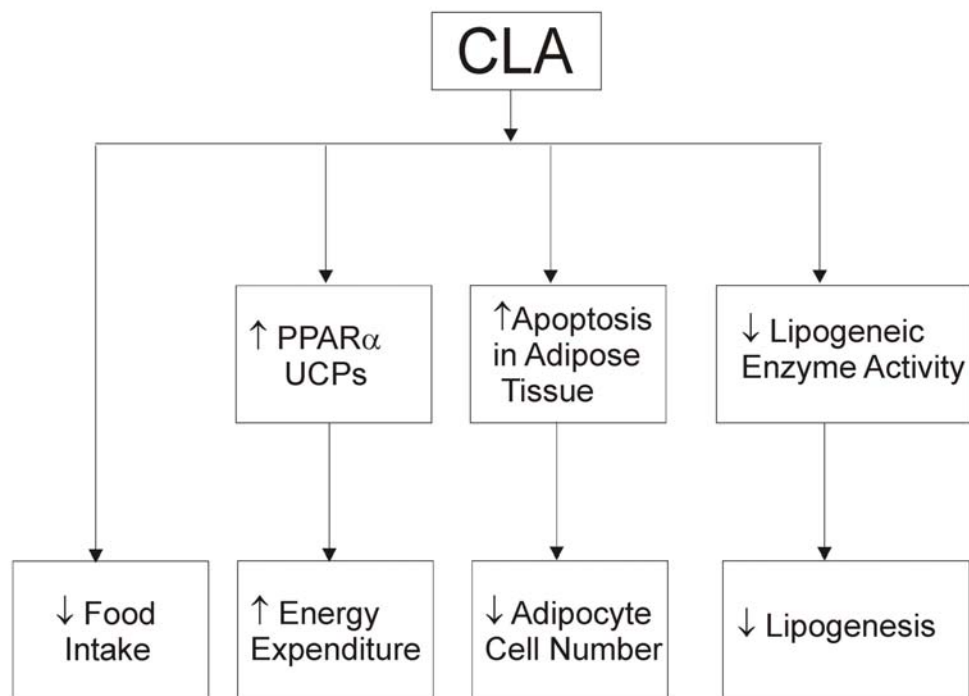 CLA
↑ PPARα
UCPs
↑Apoptosis
in Adipose
Tissue
↓ Lipogeneic
Enzyme Activity
↓ Food
Intake
↑ Energy
Expenditure
↓ Adipocyte
Cell Number
↓ Lipogenesis